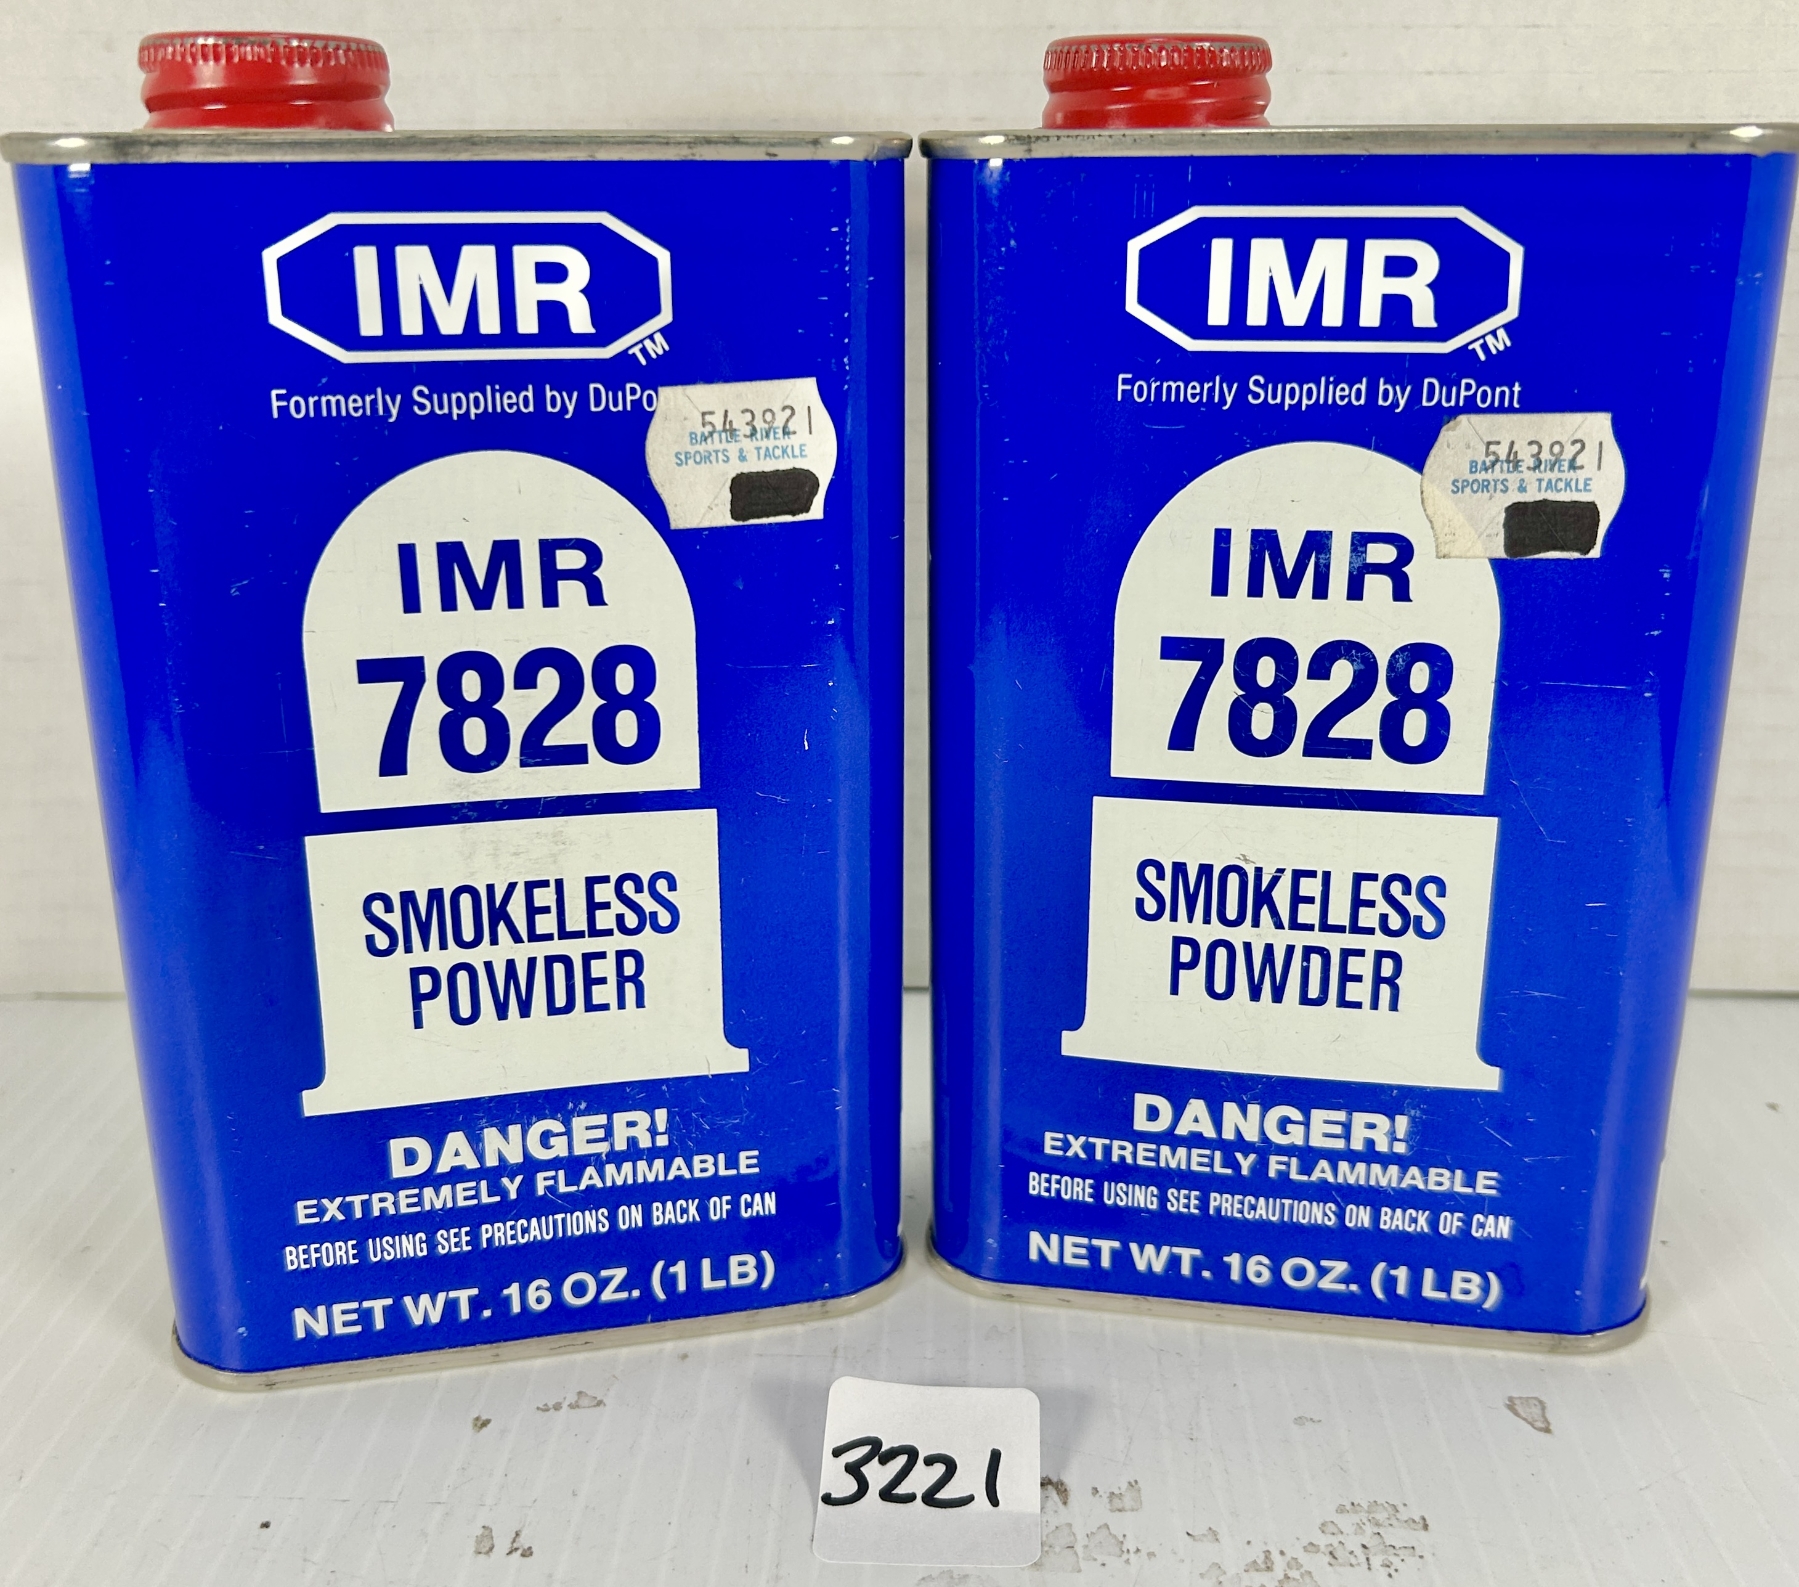 IMR
TM
Formerly Supplied by DuPo
543921
BATTLE RIVER
SPORTS & TACKLE
IMR
7828
SMOKELESS
POWDER
DANGER!
EXTREMELY FLAMMABLE
BEFORE USING SEE PRECAUTIONS ON BACK OF CAN
NET WT. 16 OZ. (1 LB)
IMR
TM
Formerly Supplied by DuPont
543921
BATTLE RIVER
SPORTS & TACKLE
IMR
7828
SMOKELESS
POWDER
DANGER!
EXTREMELY FLAMMABLE
BEFORE USING SEE PRECAUTIONS ON BACK OF CAN
NET WT. 16 OZ. (1 LB)
3221